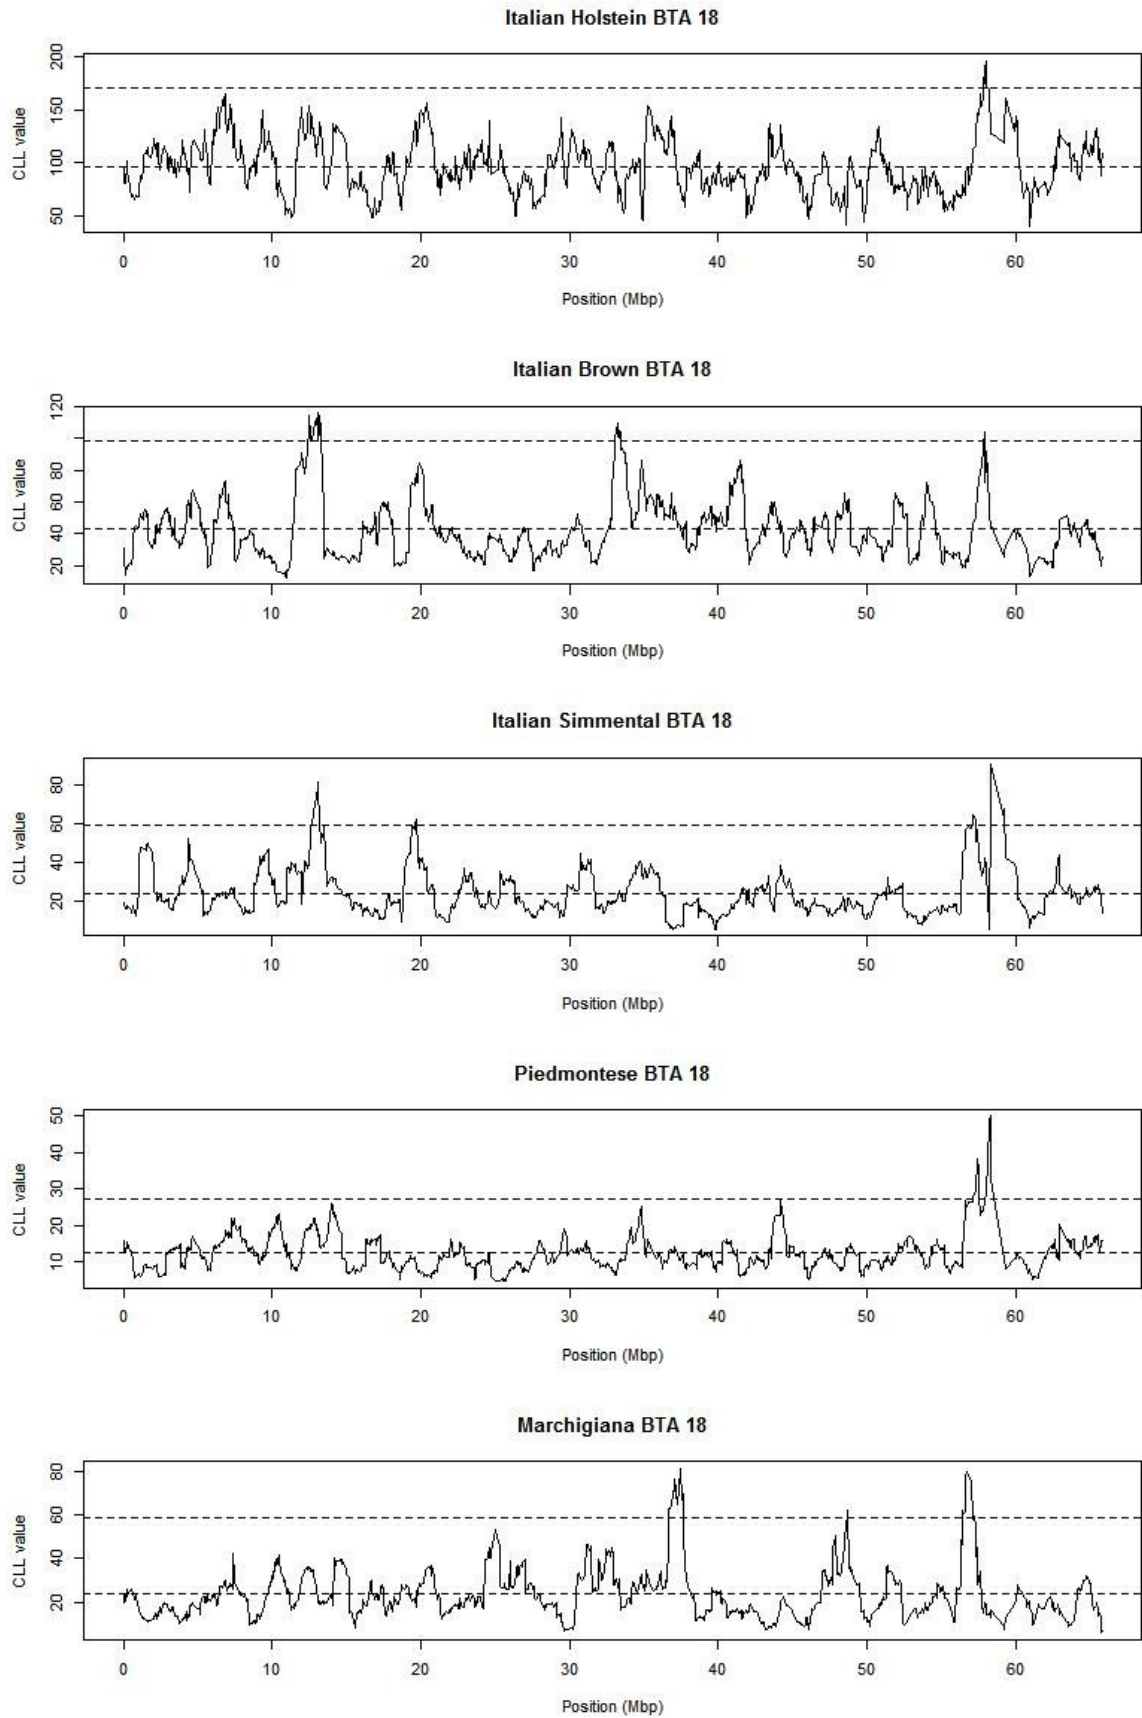 Italian Holstein BTA 18
CLL value
50 100 150 200
0 10 20 30 40 50 60
Position (Mbp)
Italian Brown BTA 18
CLL value
20 40 60 80 120
0 10 20 30 40 50 60
Position (Mbp)
Italian Simmental BTA 18
CLL value
20 40 60 80
0 10 20 30 40 50 60
Position (Mbp)
Piedmontese BTA 18
CLL value
10 20 30 40 50
0 10 20 30 40 50 60
Position (Mbp)
Marchigiana BTA 18
CLL value
20 40 60 80
0 10 20 30 40 50 60
Position (Mbp)